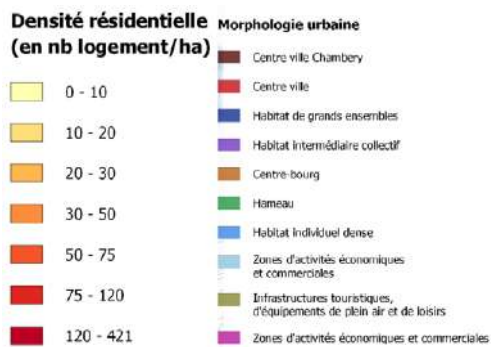 Densité résidentielle
(en nb logement/ha)
0 - 10
10 - 20
20 - 30
30 - 50
50 - 75
75 - 120
120 - 421
Morphologie urbaine
Centre ville Chambery
Centre ville
Habitat de grands ensembles
Habitat intermédiaire collectif
Centre-bourg
Hameau
Habitat individuel dense
Zones d'activités économiques
et commerciales
Infrastructures touristiques,
d'équipements de plein air et de loisirs
Zones d'activités économiques et commerciales